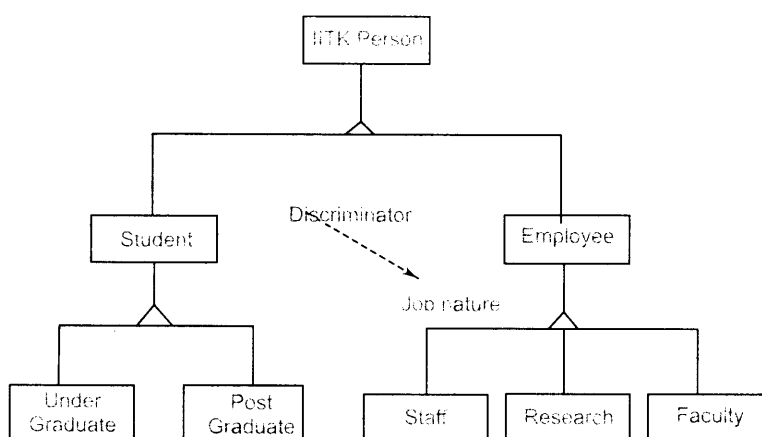 IITK Person
Student
Discriminator
Employee
Job nature
Under
Graduate
Post
Graduate
Staff
Research
Faculty